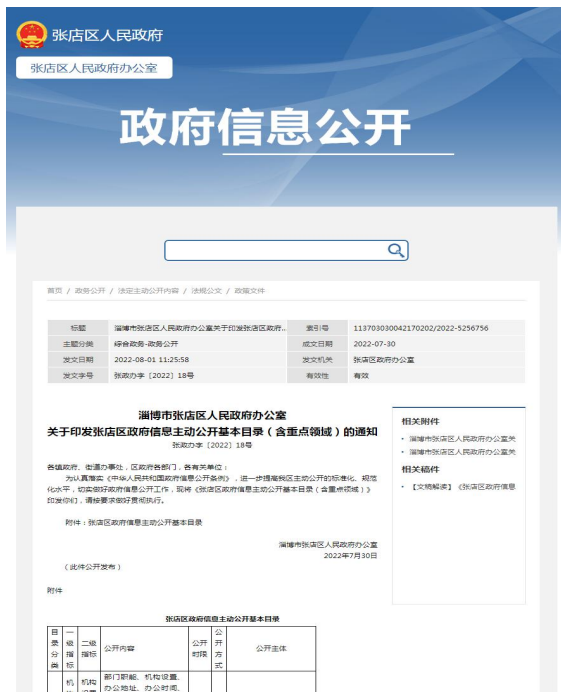 张店区人民政府
张店区人民政府办公室
政府信息公开
首页 / 政务公开 / 法定主动公开内容 / 法规公文 / 政策文件
标题 淄博市张店区人民政府办公室关于印发张店区政府.. 索引号 113703030042170202/2022-5256756
主题分类 综合政务-政务公开 成文日期 2022-07-30
发文日期 2022-08-01 11:25:58 发文机关 张店区政府办公室
发文字号 张政办字〔2022〕18号 有效性 有效
淄博市张店区人民政府办公室
关于印发张店区政府信息主动公开基本目录（含重点领域）的通知
张政办字〔2022〕18号
各镇政府、街道办事处，区政府各部门，各有关单位：
为认真落实《中华人民共和国政府信息公开条例》，进一步提高我区主动公开的标准化、规范
化水平，切实做好政府信息公开工作，现将《张店区政府信息主动公开基本目录（含重点领域）》
印发你们，请按要求做好贯彻执行。
附件：张店区政府信息主动公开基本目录
淄博市张店区人民政府办公室
2022年7月30日
（此件公开发布）
附件
相关附件
· 淄博市张店区人民政府办公室关
· 淄博市张店区人民政府办公室关
相关稿件
· 【文稿解读】《张店区政府信息
张店区政府信息主动公开基本目录
目录分类 一级指标 二级指标 公开内容 公开时限 公开方式 公开主体
机 机构 部门职能、机构设置、
办公地址、办公时间、